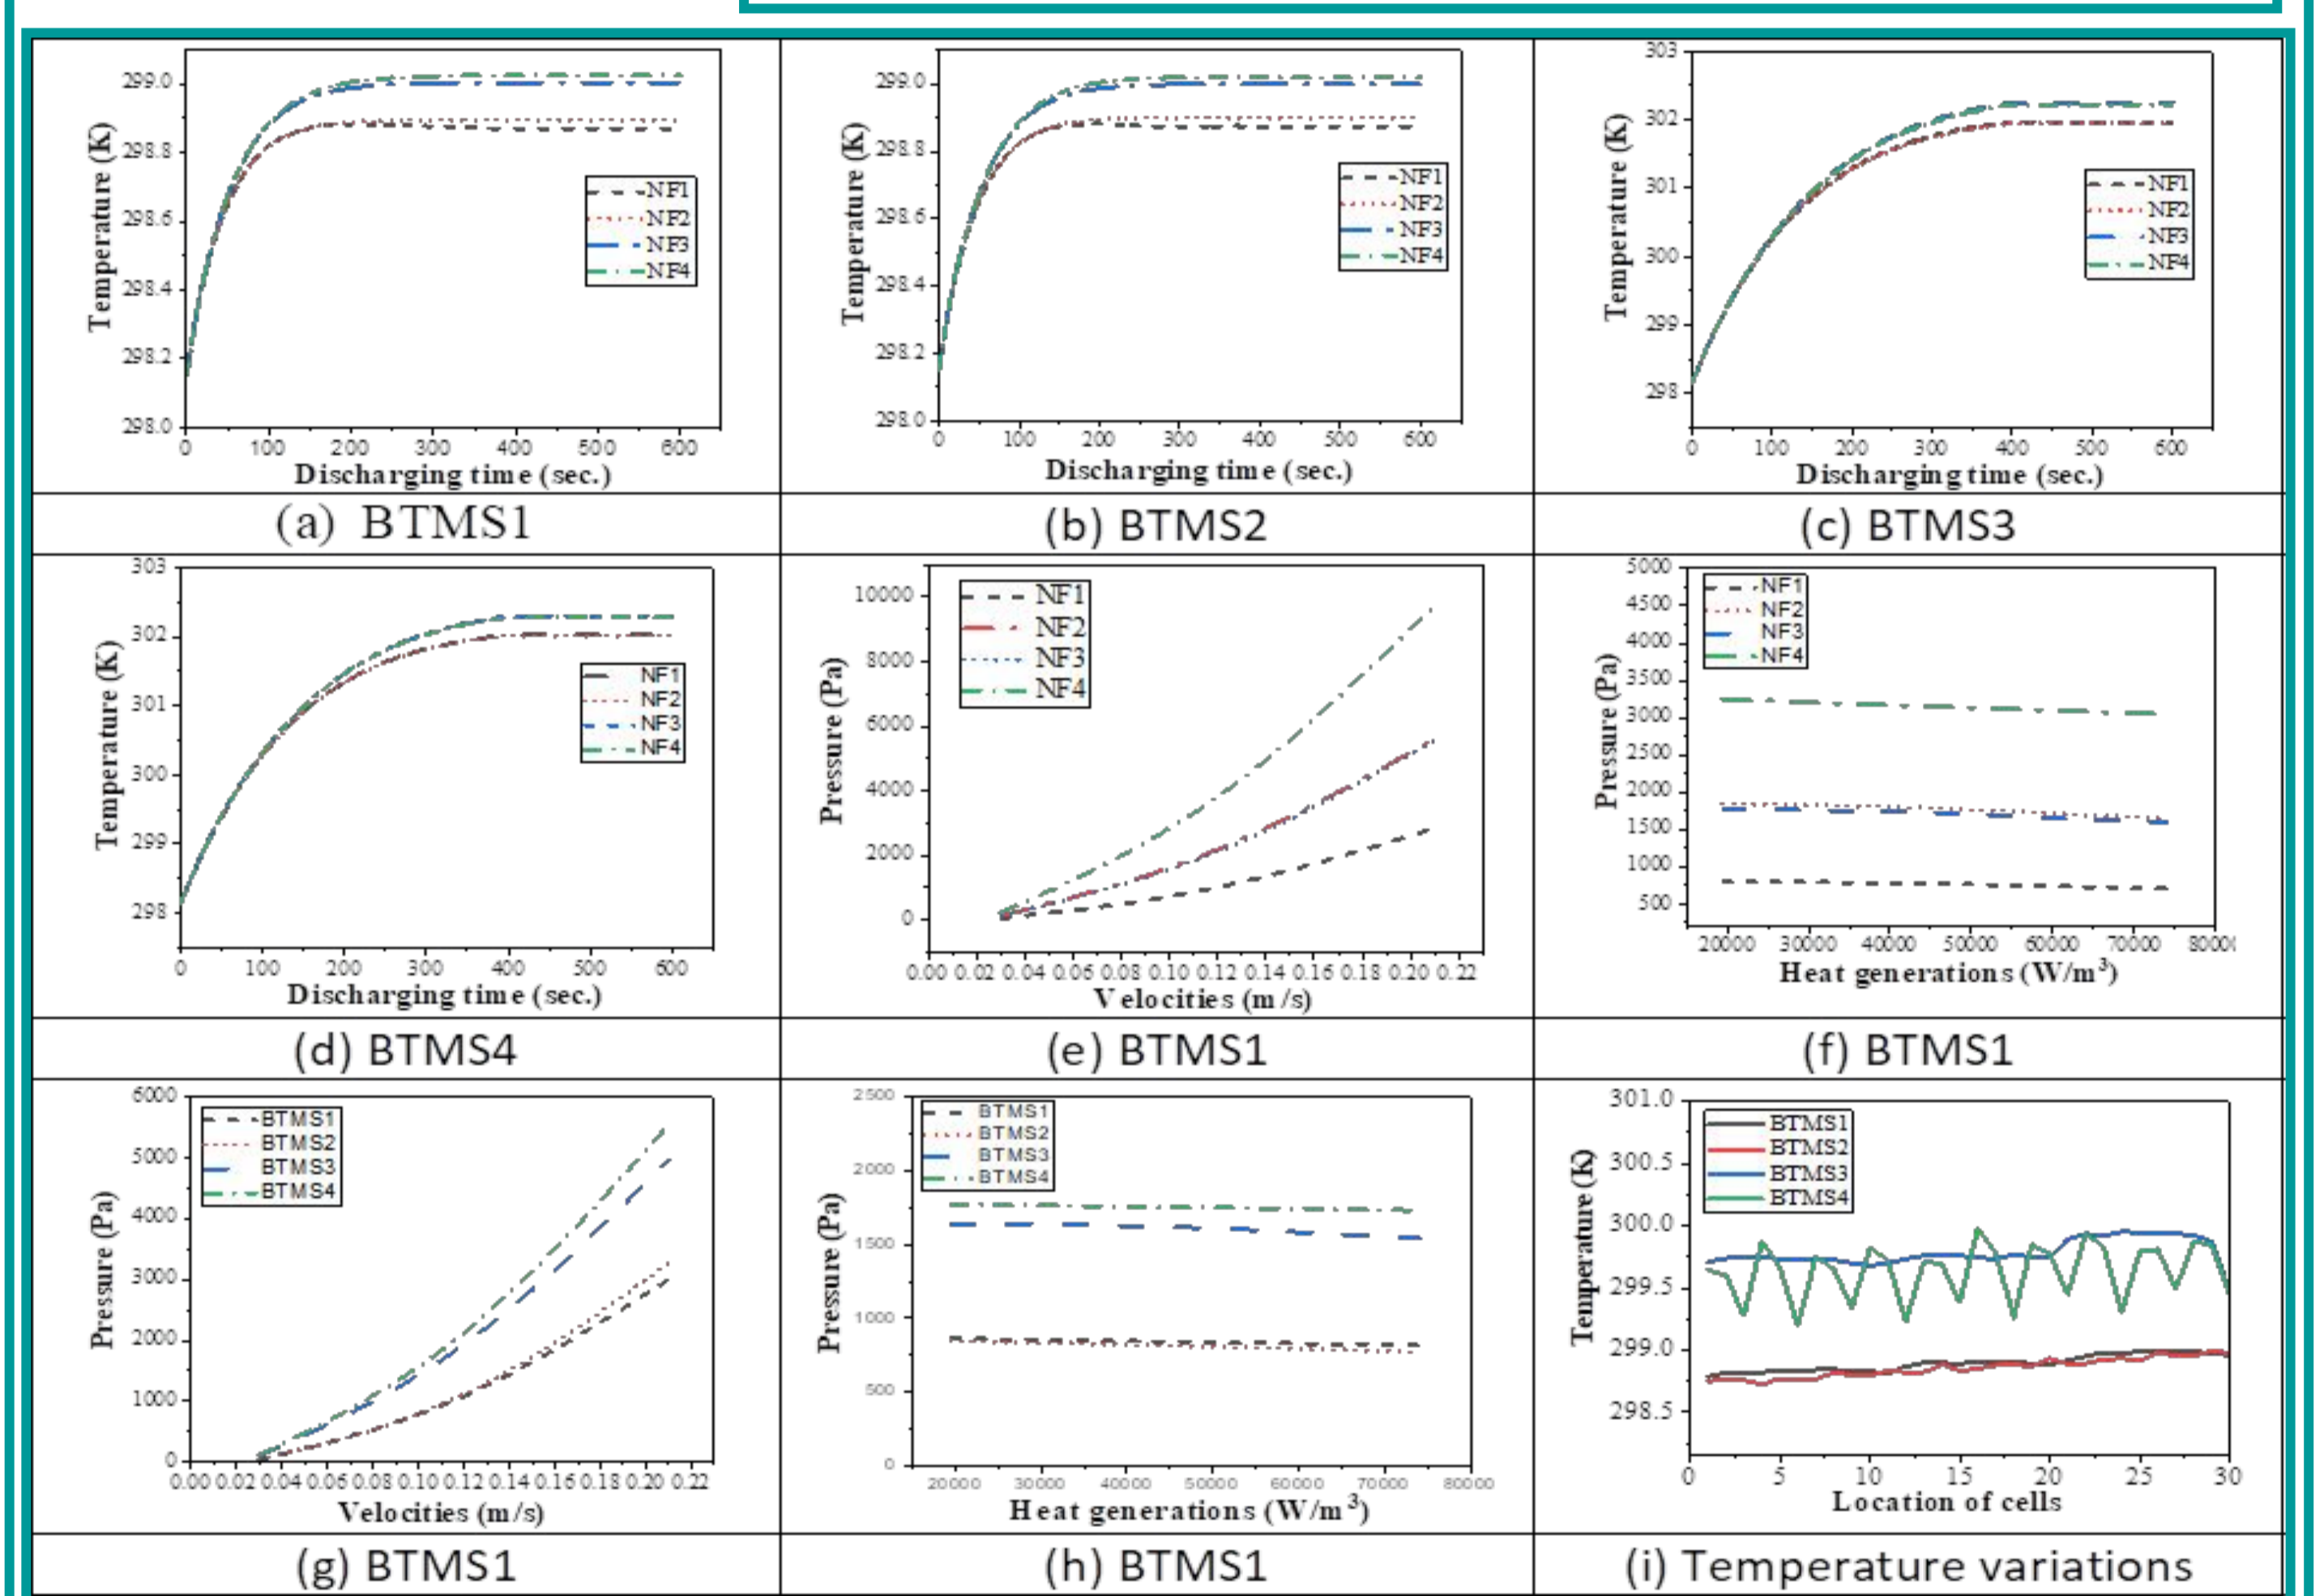 299.0
298.8
298.6
298.4
298.2
298.0
Temperature (K)
NF1
NF2
NF3
NF4
0 100 200 300 400 500 600
Discharging time (sec.)
(a) BTMS1
299.0
298.8
298.6
298.4
298.2
298.0
Temperature (K)
NF1
NF2
NF3
NF4
0 100 200 300 400 500 600
Discharging time (sec.)
(b) BTMS2
303
302
301
300
299
298
Temperature (K)
NF1
NF2
NF3
NF4
0 100 200 300 400 500 600
Discharging time (sec.)
(c) BTMS3
303
302
301
300
299
298
Temperature (K)
NF1
NF2
NF3
NF4
0 100 200 300 400 500 600
Discharging time (sec.)
(d) BTMS4
10000
8000
6000
4000
2000
0
Pressure (Pa)
NF1
NF2
NF3
NF4
0.00 0.02 0.04 0.06 0.08 0.10 0.12 0.14 0.16 0.18 0.20 0.22
Velocities (m/s)
(e) BTMS1
5000
4500
4000
3500
3000
2500
2000
1500
1000
500
Pressure (Pa)
NF1
NF2
NF3
NF4
20000 30000 40000 50000 60000 70000 80000
Heat generations (W/m³)
(f) BTMS1
6000
5000
4000
3000
2000
1000
0
Pressure (Pa)
BTMS1
BTMS2
BTMS3
BTMS4
0.00 0.02 0.04 0.06 0.08 0.10 0.12 0.14 0.16 0.18 0.20 0.22
Velocities (m/s)
(g) BTMS1
2500
2000
1500
1000
500
0
Pressure (Pa)
BTMS1
BTMS2
BTMS3
BTMS4
20000 30000 40000 50000 60000 70000 80000
Heat generations (W/m³)
(h) BTMS1
301.0
300.5
300.0
299.5
299.0
298.5
Temperature (K)
BTMS1
BTMS2
BTMS3
BTMS4
0 5 10 15 20 25 30
Location of cells
(i) Temperature variations